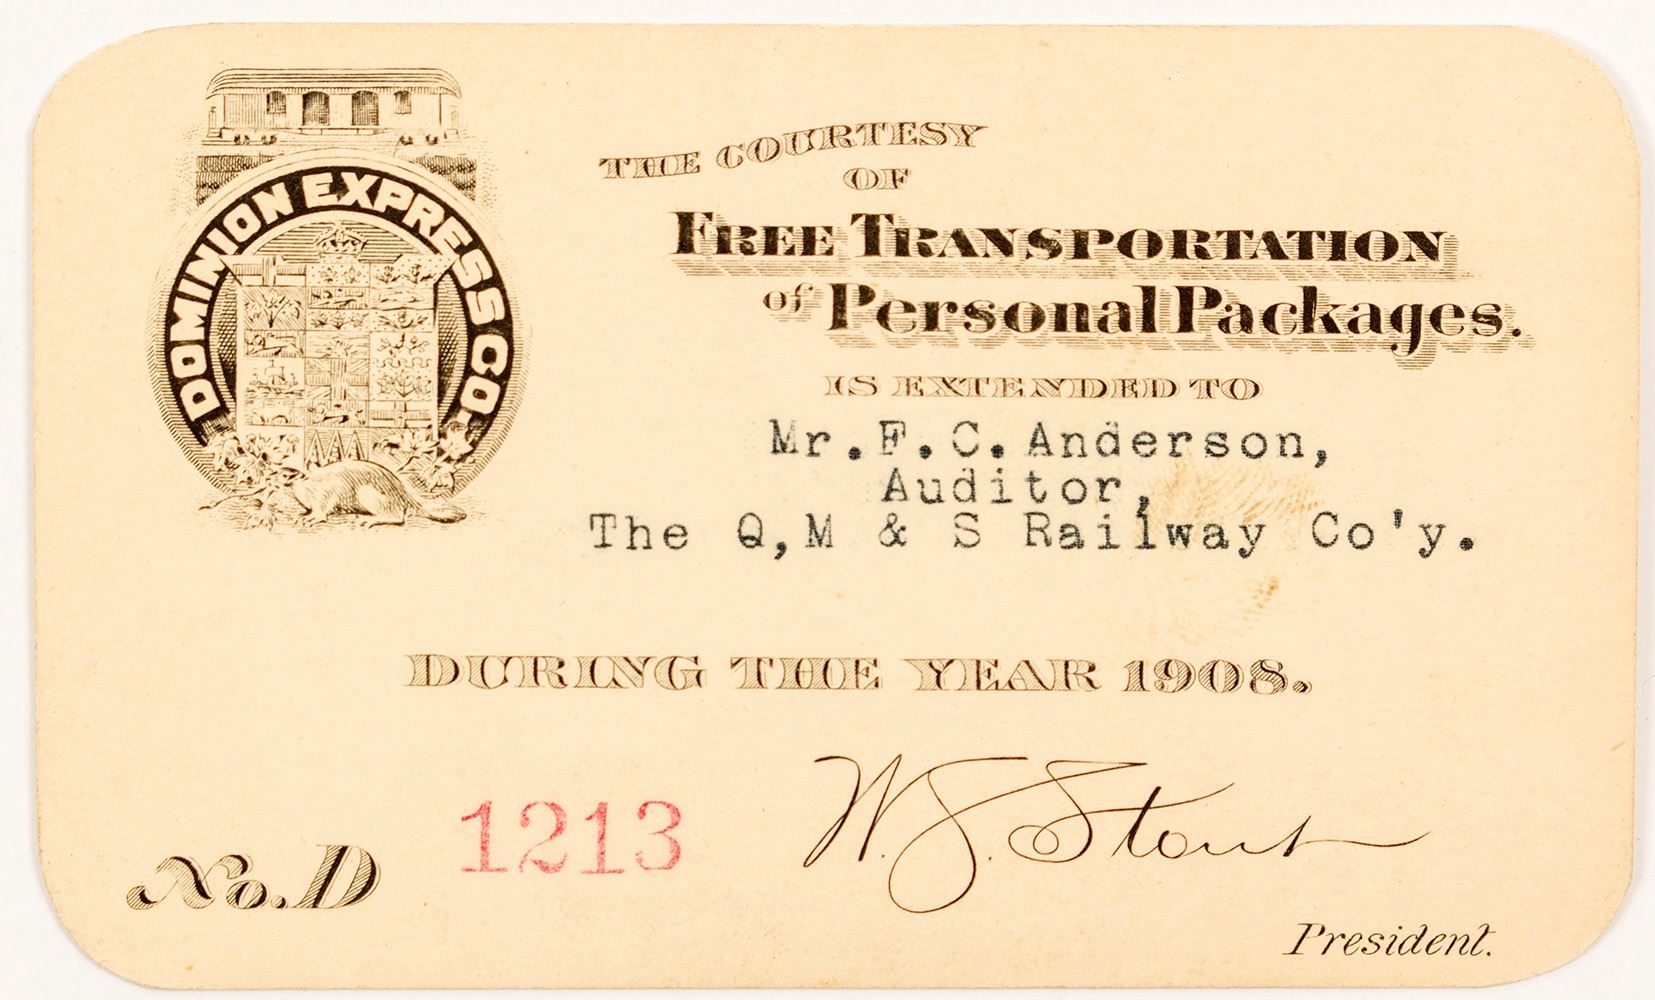 DOMINION EXPRESS CO.
THE COURTESY
OF
FREE TRANSPORTATION
of Personal Packages.
IS EXTENDED TO
Mr. F. C. Anderson,
Auditor,
The Q,M & S Railway Co'y.
DURING THE YEAR 1908.
No. D 1213
W. S. Stout
President.